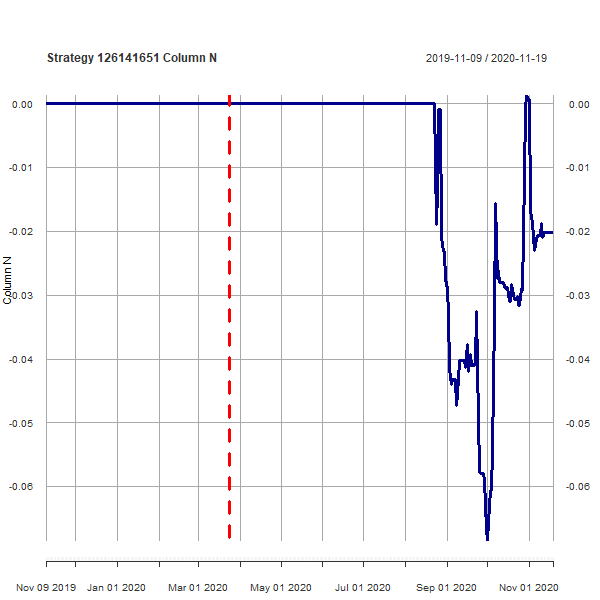 Strategy 126141651 Column N
2019-11-09 / 2020-11-19
0.00 0.00
-0.01 -0.01
-0.02 -0.02
-0.03 -0.03
-0.04 -0.04
-0.05 -0.05
-0.06 -0.06
Column N
Nov 09 2019 Jan 01 2020 Mar 01 2020 May 01 2020 Jul 01 2020 Sep 01 2020 Nov 01 2020